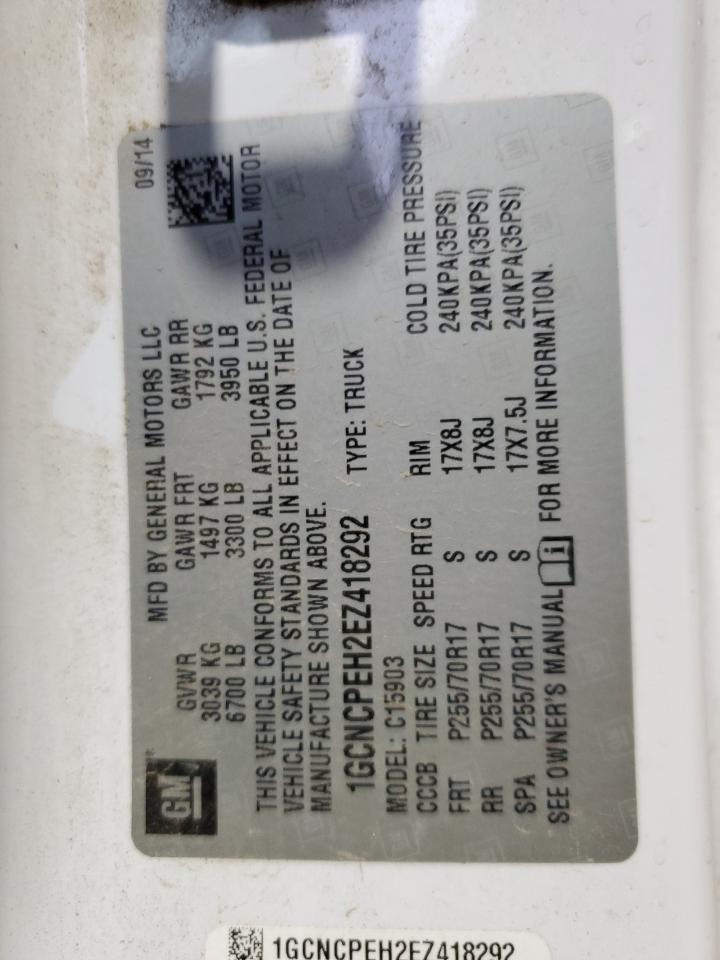 GM
MFD BY GENERAL MOTORS LLC 09/14
GVWR GAWR FRT GAWR RR
3039 KG 1497 KG 1792 KG
6700 LB 3300 LB 3950 LB
THIS VEHICLE CONFORMS TO ALL APPLICABLE U.S. FEDERAL MOTOR
VEHICLE SAFETY STANDARDS IN EFFECT ON THE DATE OF
MANUFACTURE SHOWN ABOVE.
1GCNCPEH2EZ418292 TYPE: TRUCK
MODEL: C15903
CCCB TIRE SIZE SPEED RTG RIM COLD TIRE PRESSURE
FRT P255/70R17 S 17X8J 240KPA(35PSI)
RR P255/70R17 S 17X8J 240KPA(35PSI)
SPA P255/70R17 S 17X7.5J 240KPA(35PSI)
SEE OWNER'S MANUAL i FOR MORE INFORMATION.
1GCNCPEH2EZ418292